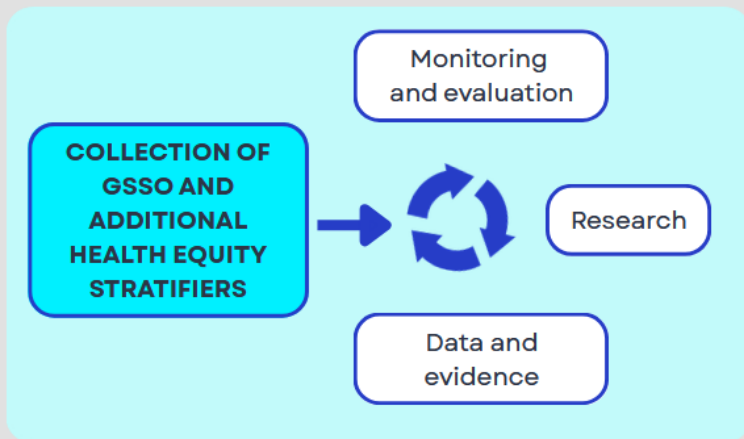 COLLECTION OF
GSSO AND
ADDITIONAL
HEALTH EQUITY
STRATIFIERS
Monitoring
and evaluation
Research
Data and
evidence